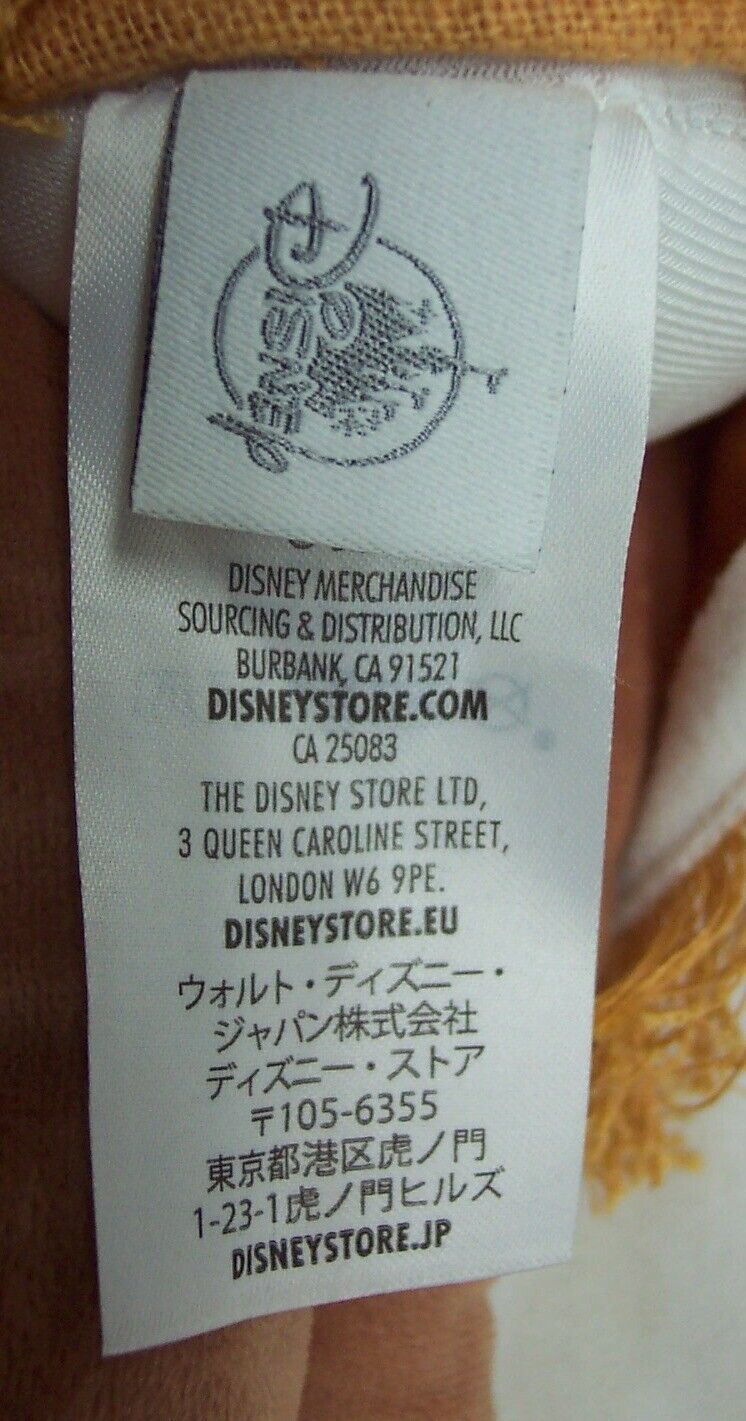 DISNEY MERCHANDISE
SOURCING & DISTRIBUTION, LLC
BURBANK, CA 91521
DISNEYSTORE.COM
CA 25083
THE DISNEY STORE LTD,
3 QUEEN CAROLINE STREET,
LONDON W6 9PE.
DISNEYSTORE.EU
ウォルト・ディズニー・
ジャパン株式会社
ディズニー・ストア
〒105-6355
東京都港区虎ノ門
1-23-1虎ノ門ヒルズ
DISNEYSTORE.JP